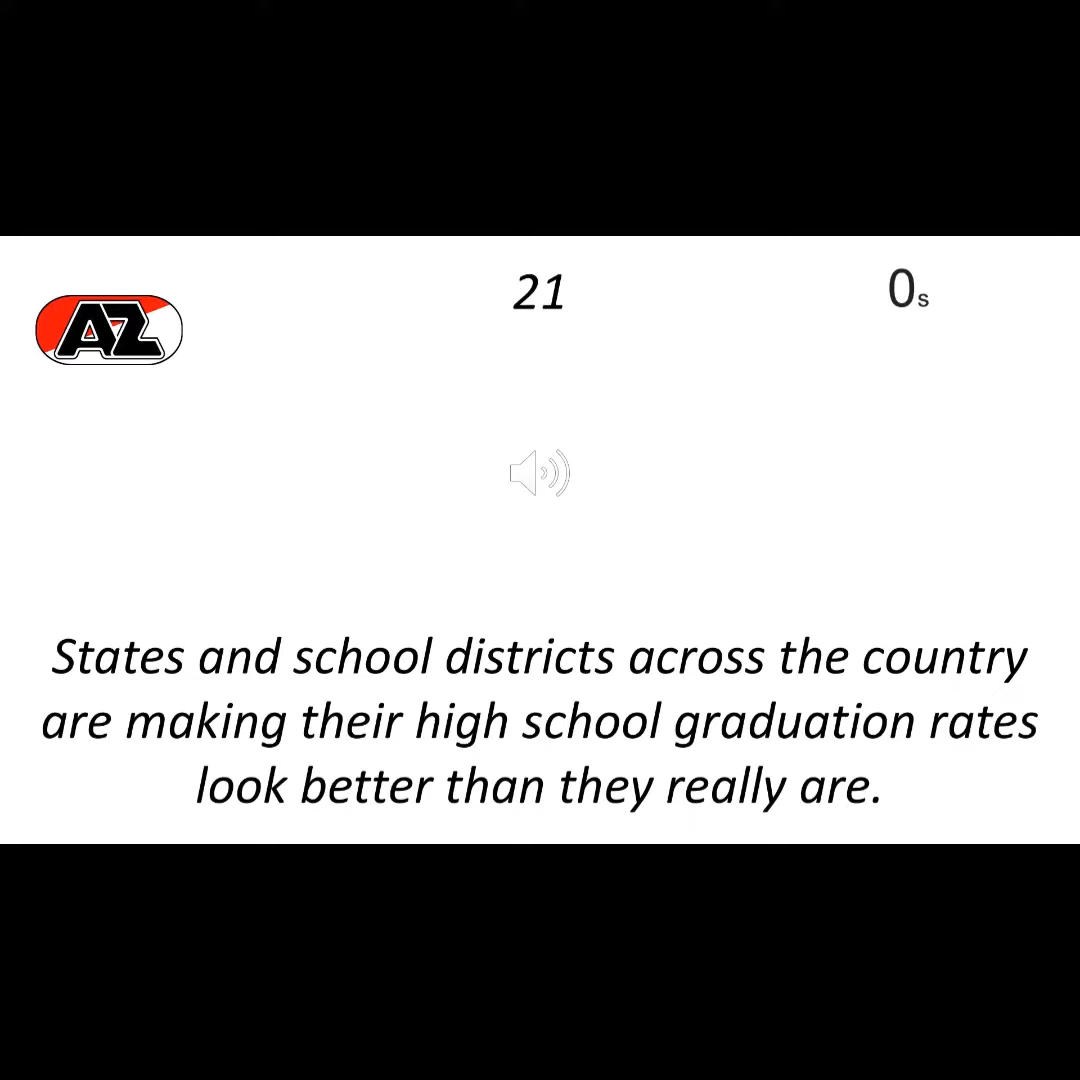 21
0s
AZ
States and school districts across the country
are making their high school graduation rates
look better than they really are.